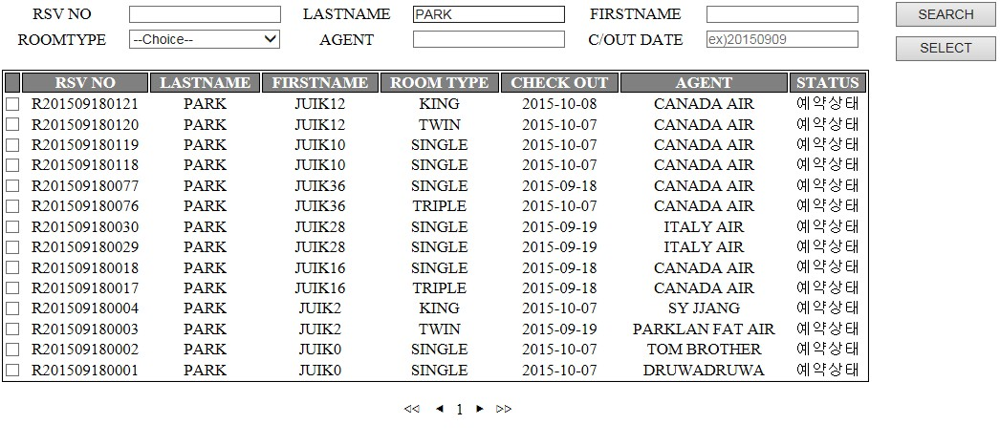 RSV NO LASTNAME PARK FIRSTNAME SEARCH
ROOMTYPE --Choice-- AGENT C/OUT DATE ex)20150909 SELECT
RSV NO LASTNAME FIRSTNAME ROOM TYPE CHECK OUT AGENT STATUS
R201509180121 PARK JUIK12 KING 2015-10-08 CANADA AIR 예약상태
R201509180120 PARK JUIK12 TWIN 2015-10-07 CANADA AIR 예약상태
R201509180119 PARK JUIK10 SINGLE 2015-10-07 CANADA AIR 예약상태
R201509180118 PARK JUIK10 SINGLE 2015-10-07 CANADA AIR 예약상태
R201509180077 PARK JUIK36 SINGLE 2015-09-18 CANADA AIR 예약상태
R201509180076 PARK JUIK36 TRIPLE 2015-10-07 CANADA AIR 예약상태
R201509180030 PARK JUIK28 SINGLE 2015-09-19 ITALY AIR 예약상태
R201509180029 PARK JUIK28 SINGLE 2015-09-19 ITALY AIR 예약상태
R201509180018 PARK JUIK16 SINGLE 2015-09-18 CANADA AIR 예약상태
R201509180017 PARK JUIK16 TRIPLE 2015-09-18 CANADA AIR 예약상태
R201509180004 PARK JUIK2 KING 2015-10-07 SY JJANG 예약상태
R201509180003 PARK JUIK2 TWIN 2015-09-19 PARKLAN FAT AIR 예약상태
R201509180002 PARK JUIK0 SINGLE 2015-10-07 TOM BROTHER 예약상태
R201509180001 PARK JUIK0 SINGLE 2015-10-07 DRUWADRUWA 예약상태
≪ ◀ 1 ▶ ≫